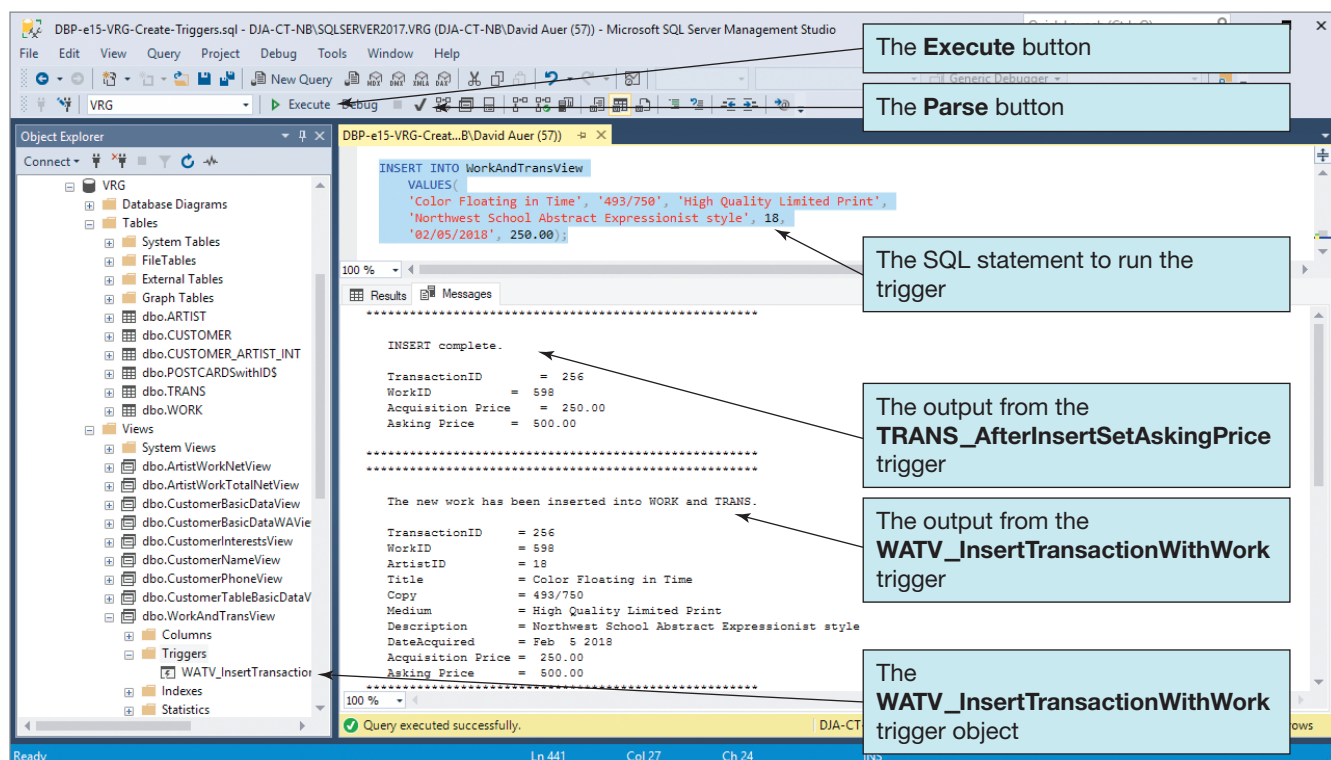 DBP-e15-VRG-Create-Triggers.sql - DJA-CT-NB\SQLSERVER2017.VRG (DJA-CT-NB\David Auer (57)) - Microsoft SQL Server Management Studio
File Edit View Query Project Debug Tools Window Help
New Query
Generic Debugger
VRG Execute Debug
The Execute button
The Parse button
Object Explorer
Connect
VRG
Database Diagrams
Tables
System Tables
FileTables
External Tables
Graph Tables
dbo.ARTIST
dbo.CUSTOMER
dbo.CUSTOMER_ARTIST_INT
dbo.POSTCARDSwithID$
dbo.TRANS
dbo.WORK
Views
System Views
dbo.ArtistWorkNetView
dbo.ArtistWorkTotalNetView
dbo.CustomerBasicDataView
dbo.CustomerBasicDataWAVie
dbo.CustomerInterestsView
dbo.CustomerNameView
dbo.CustomerPhoneView
dbo.CustomerTableBasicDataV
dbo.WorkAndTransView
Columns
Triggers
WATV_InsertTransaction
Indexes
Statistics
DBP-e15-VRG-Creat...B\David Auer (57))
INSERT INTO WorkAndTransView
VALUES(
'Color Floating in Time', '493/750', 'High Quality Limited Print',
'Northwest School Abstract Expressionist style', 18,
'02/05/2018', 250.00);
100 %
Results Messages
******************************************************
INSERT complete.
TransactionID = 256
WorkID = 598
Acquisition Price = 250.00
Asking Price = 500.00
******************************************************
******************************************************
The new work has been inserted into WORK and TRANS.
TransactionID = 256
WorkID = 598
ArtistID = 18
Title = Color Floating in Time
Copy = 493/750
Medium = High Quality Limited Print
Description = Northwest School Abstract Expressionist style
DateAcquired = Feb 5 2018
Acquisition Price = 250.00
Asking Price = 500.00
******************************************************
100 %
Query executed successfully.
DJA-CT-
ows
The SQL statement to run the
trigger
The output from the
TRANS_AfterInsertSetAskingPrice
trigger
The output from the
WATV_InsertTransactionWithWork
trigger
The
WATV_InsertTransactionWithWork
trigger object
Ready Ln 441 Col 27 Ch 24 INS